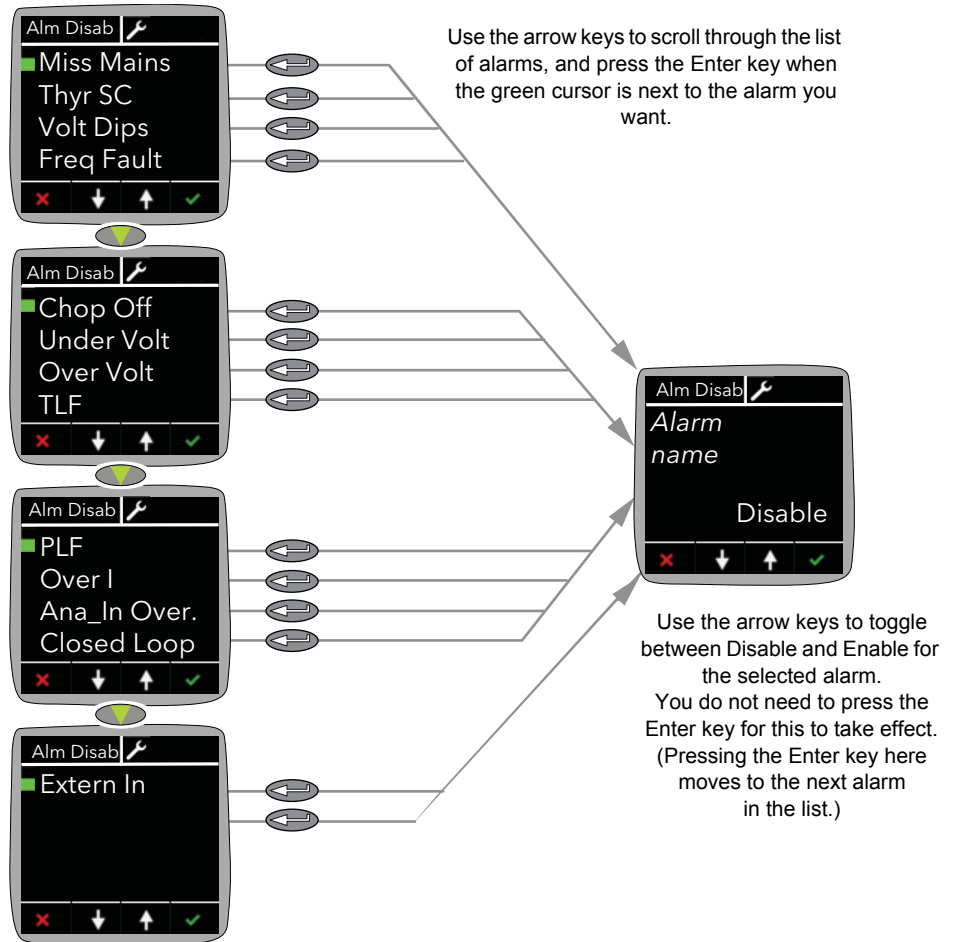 Alm Disab
Miss Mains
Thyr SC
Volt Dips
Freq Fault
Use the arrow keys to scroll through the list
of alarms, and press the Enter key when
the green cursor is next to the alarm you
want.
Alm Disab
Chop Off
Under Volt
Over Volt
TLF
Alm Disab
PLF
Over I
Ana_In Over.
Closed Loop
Alm Disab
Extern In
Alm Disab
Alarm
name
Disable
Use the arrow keys to toggle
between Disable and Enable for
the selected alarm.
You do not need to press the
Enter key for this to take effect.
(Pressing the Enter key here
moves to the next alarm
in the list.)